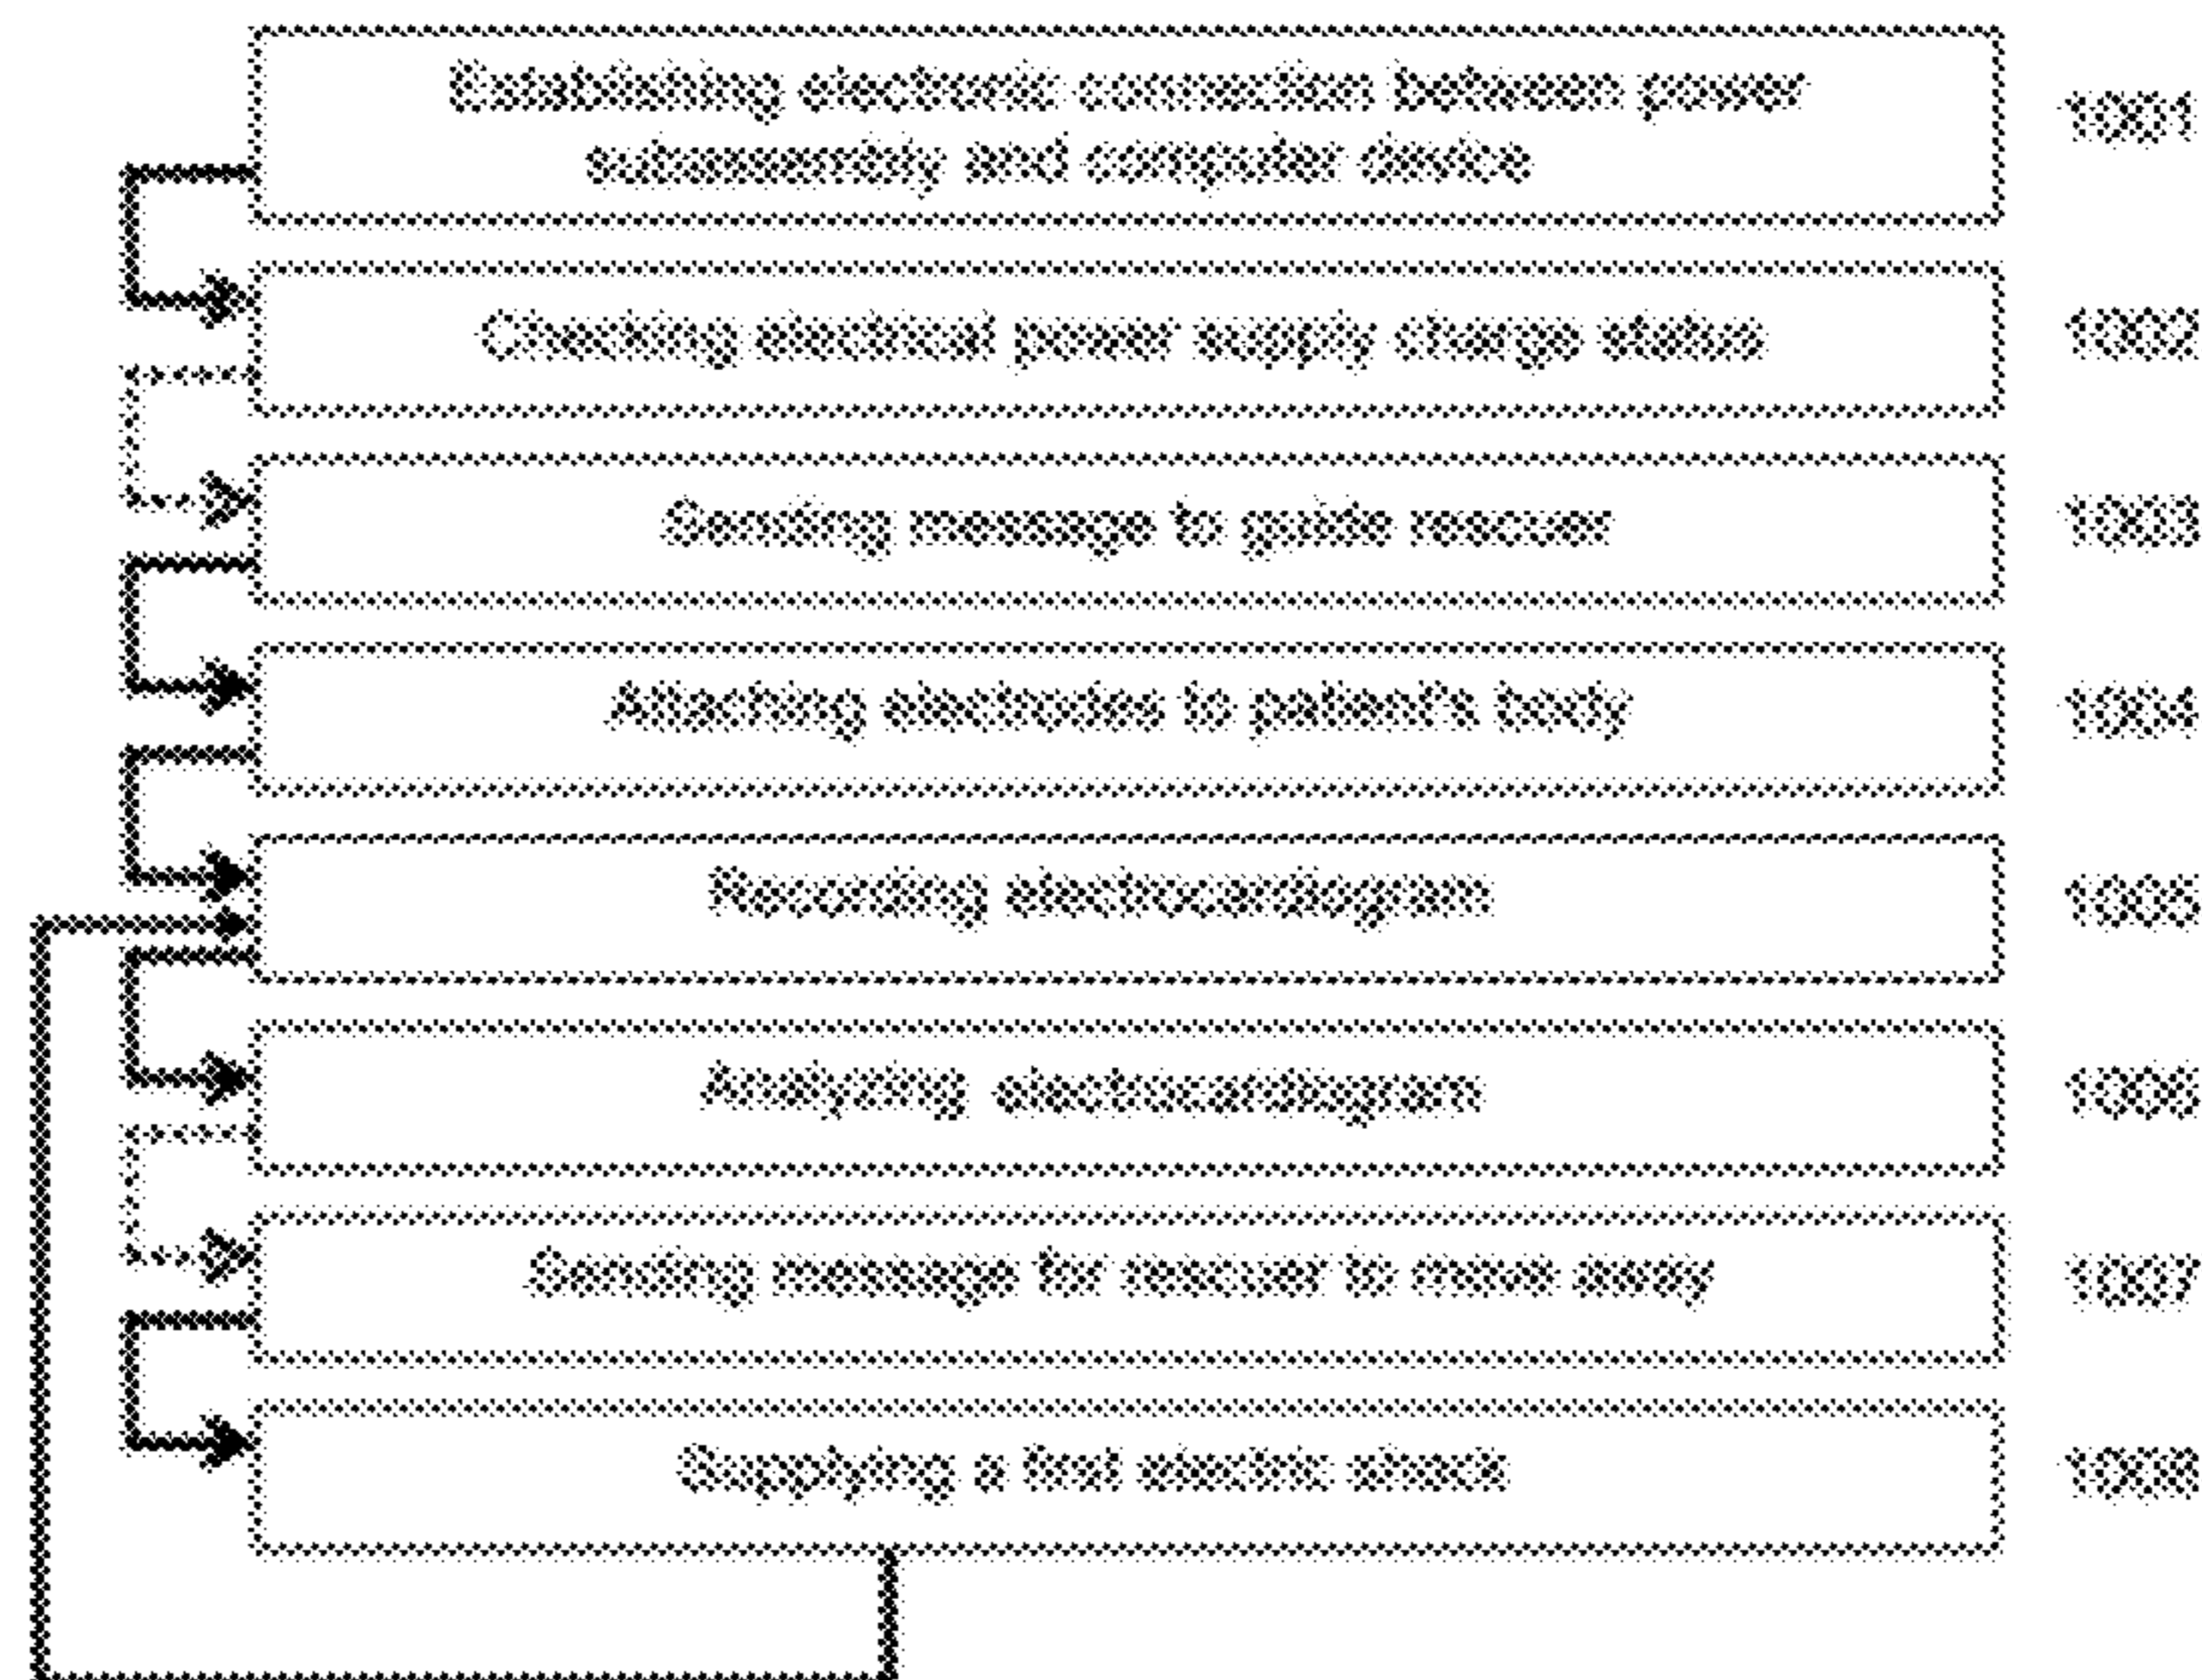 Establishing electronic connection between power
subassembly and computer device
1001
Checking electrical power supply charge status
1002
Sending message to guide rescuer
1003
Attaching electrodes to patient's body
1004
Recording electrocardiogram
1005
Analyzing electrocardiogram
1006
Sending message for rescuer to move away
1007
Supplying a first electric shock
1008